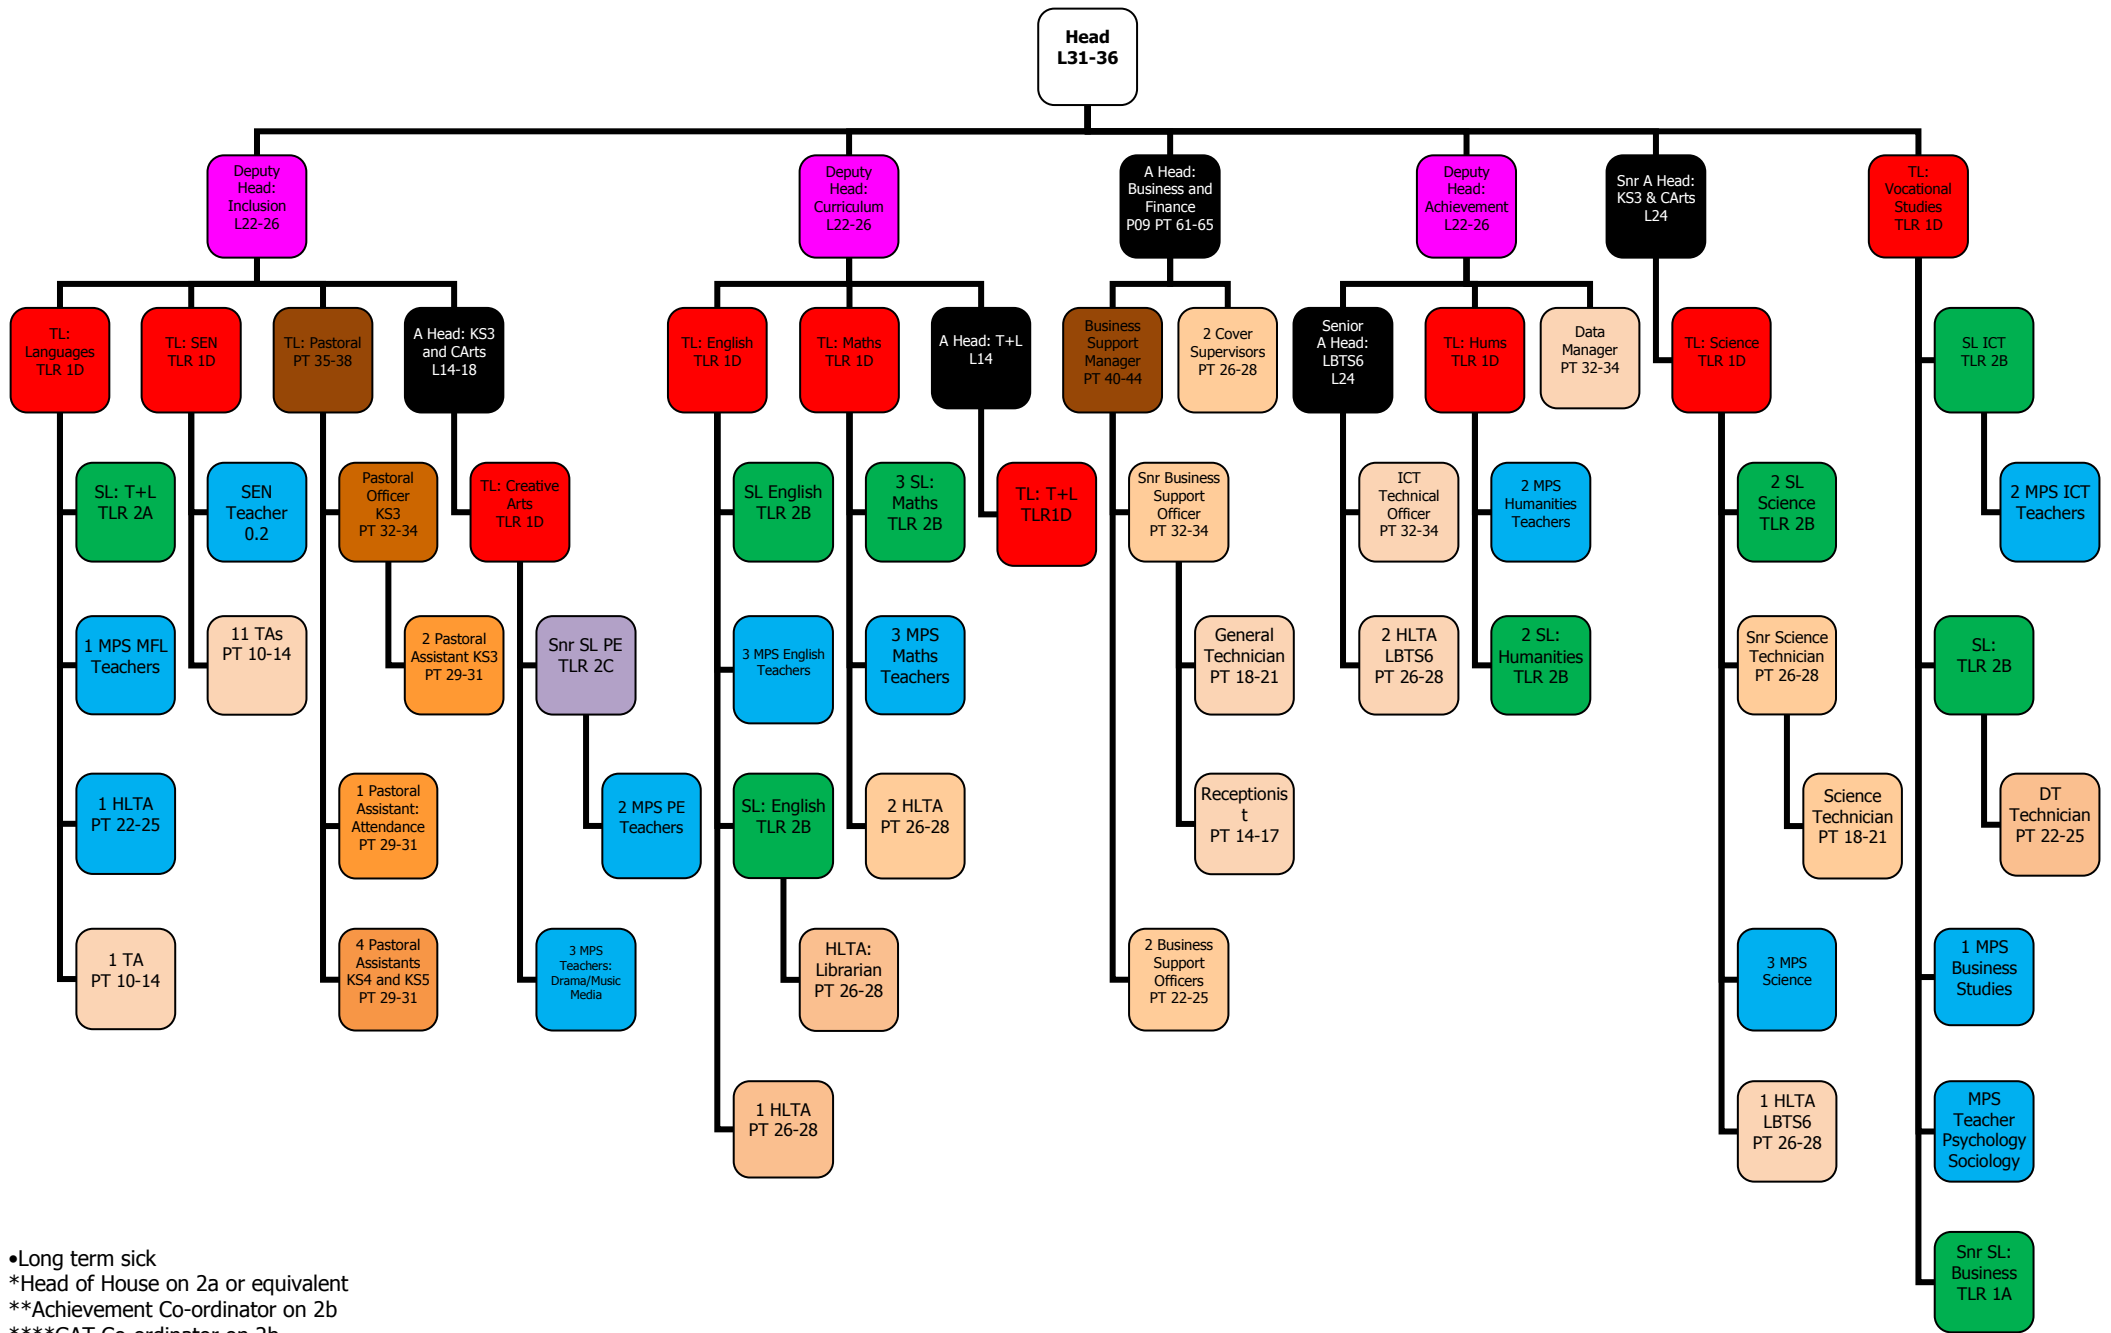 Head
L31-36
Deputy
Head:
Inclusion
L22-26
Deputy
Head:
Curriculum
L22-26
A Head:
Business and
Finance
P09 PT 61-65
Deputy
Head:
Achievement
L22-26
Snr A Head:
KS3 & CArts
L24
TL:
Vocational
Studies
TLR 1D
TL:
Languages
TLR 1D
TL: SEN
TLR 1D
TL: Pastoral
PT 35-38
A Head: KS3
and CArts
L14-18
TL: English
TLR 1D
TL: Maths
TLR 1D
A Head: T+L
L14
Business
Support
Manager
PT 40-44
2 Cover
Supervisors
PT 26-28
Senior
A Head:
LBTS6
L24
TL: Hums
TLR 1D
Data
Manager
PT 32-34
TL: Science
TLR 1D
SL ICT
TLR 2B
SL: T+L
TLR 2A
SEN
Teacher
0.2
Pastoral
Officer
KS3
PT 32-34
TL: Creative
Arts
TLR 1D
SL English
TLR 2B
3 SL:
Maths
TLR 2B
TL: T+L
TLR1D
Snr Business
Support
Officer
PT 32-34
ICT
Technical
Officer
PT 32-34
2 MPS
Humanities
Teachers
2 SL
Science
TLR 2B
2 MPS ICT
Teachers
1 MPS MFL
Teachers
11 TAs
PT 10-14
2 Pastoral
Assistant KS3
PT 29-31
Snr SL PE
TLR 2C
3 MPS English
Teachers
3 MPS
Maths
Teachers
General
Technician
PT 18-21
2 HLTA
LBTS6
PT 26-28
2 SL:
Humanities
TLR 2B
Snr Science
Technician
PT 26-28
SL:
TLR 2B
1 HLTA
PT 22-25
1 Pastoral
Assistant:
Attendance
PT 29-31
2 MPS PE
Teachers
SL: English
TLR 2B
2 HLTA
PT 26-28
Receptionis
t
PT 14-17
Science
Technician
PT 18-21
DT
Technician
PT 22-25
1 TA
PT 10-14
4 Pastoral
Assistants
KS4 and KS5
PT 29-31
3 MPS
Teachers:
Drama/Music
Media
HLTA:
Librarian
PT 26-28
2 Business
Support
Officers
PT 22-25
3 MPS
Science
1 MPS
Business
Studies
1 HLTA
PT 26-28
1 HLTA
LBTS6
PT 26-28
MPS
Teacher
Psychology
Sociology
Snr SL:
Business
TLR 1A
•Long term sick
*Head of House on 2a or equivalent
**Achievement Co-ordinator on 2b
****GAT Co-ordinator on 2b